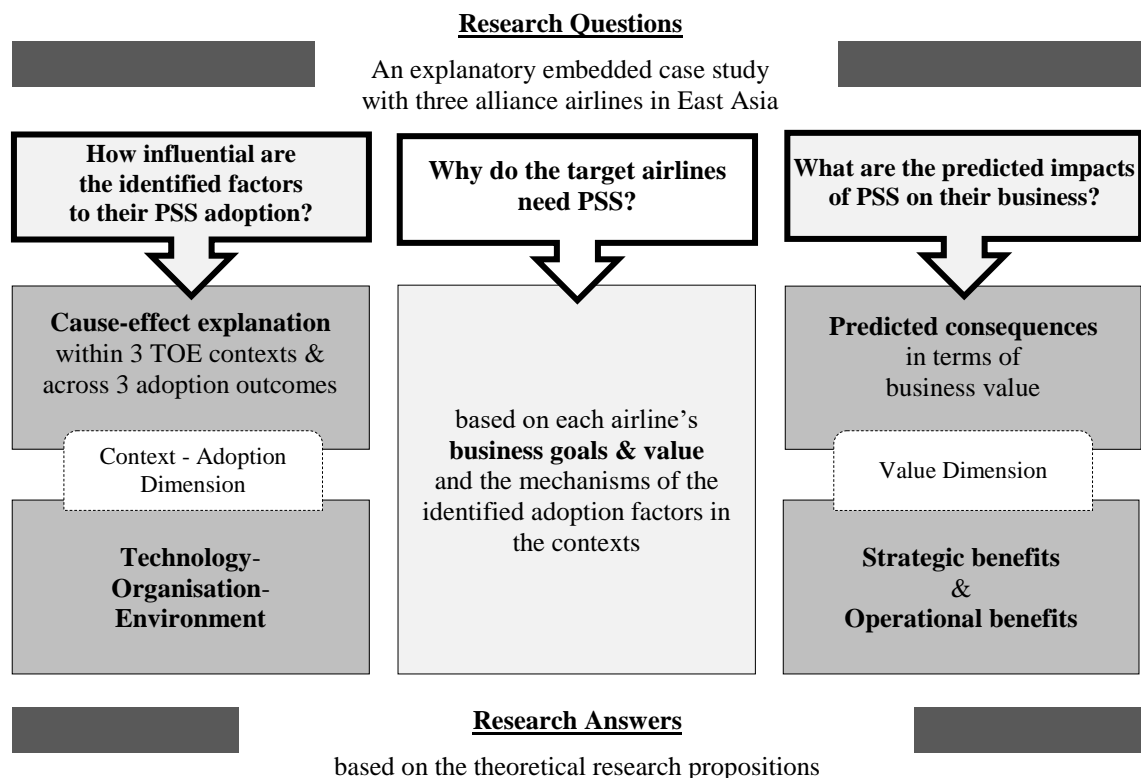 Research Questions
An explanatory embedded case study
with three alliance airlines in East Asia
How influential are
the identified factors
to their PSS adoption?
Why do the target airlines
need PSS?
What are the predicted impacts
of PSS on their business?
Cause-effect explanation
within 3 TOE contexts &
across 3 adoption outcomes
Context - Adoption
Dimension
Technology-
Organisation-
Environment
based on each airline’s
business goals & value
and the mechanisms of the
identified adoption factors in
the contexts
Predicted consequences
in terms of
business value
Value Dimension
Strategic benefits
&
Operational benefits
Research Answers
based on the theoretical research propositions